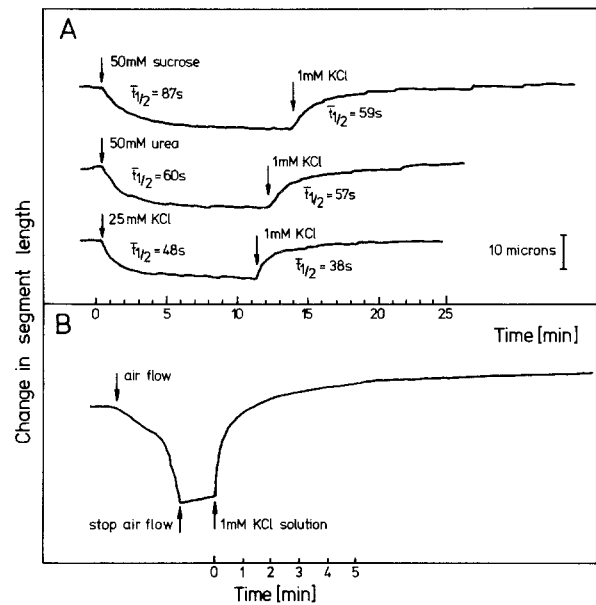 A
50mM sucrose
t̄1/2 = 87s
1mM KCl
t̄1/2 = 59s
50mM urea
t̄1/2 = 60s
1mM KCl
t̄1/2 = 57s
25mM KCl
t̄1/2 = 48s
1mM KCl
t̄1/2 = 38s
10 microns
0 5 10 15 20 25
Time [min]
Change in segment length
B
air flow
stop air flow
1mM KCl solution
0 1 2 3 4 5
Time [min]